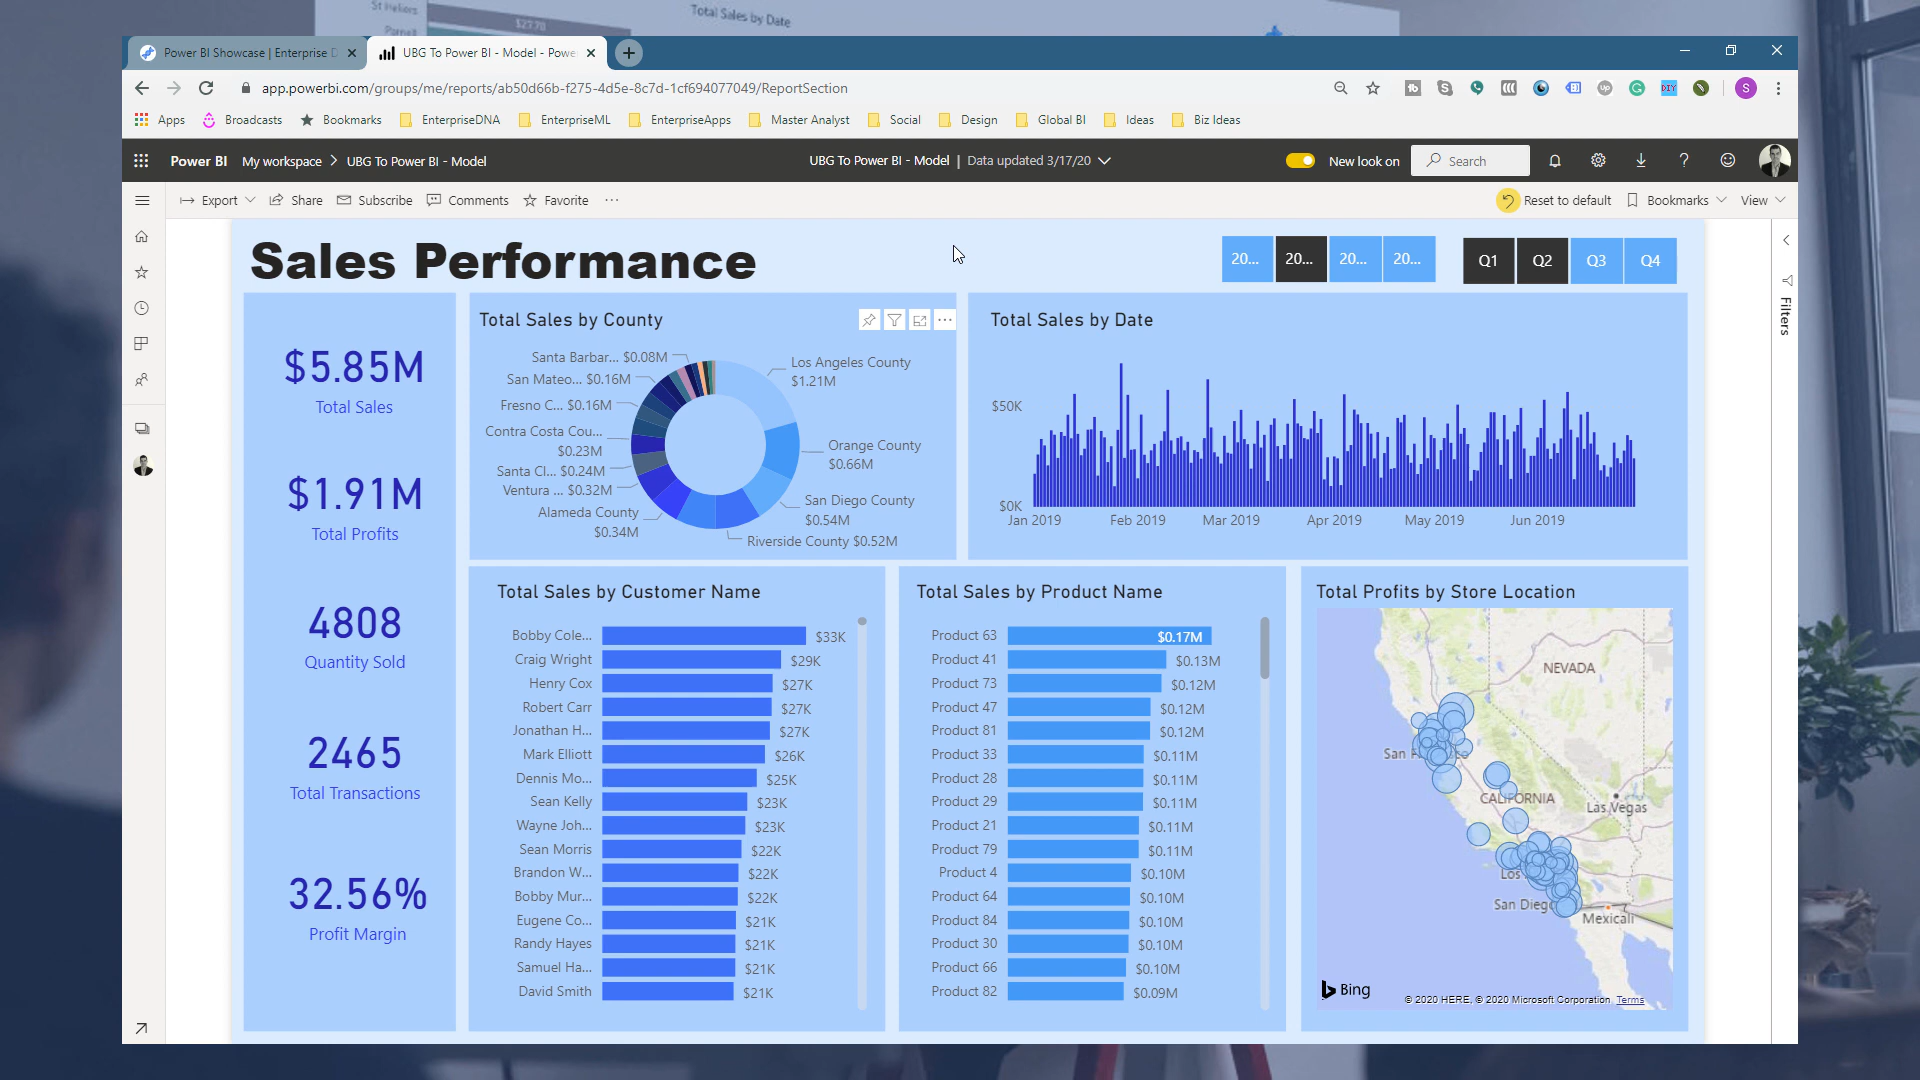 St Heliers
$27.70
Parnell
Total Sales by Date
Power BI Showcase | Enterprise D
UBG To Power BI - Model - Powe
app.powerbi.com/groups/me/reports/ab50d66b-f275-4d5e-8c7d-1cf694077049/ReportSection
Apps
Broadcasts
Bookmarks
EnterpriseDNA
EnterpriseML
EnterpriseApps
Master Analyst
Social
Design
Global BI
Ideas
Biz Ideas
Power BI My workspace > UBG To Power BI - Model
UBG To Power BI - Model | Data updated 3/17/20
New look on
Search
Export
Share
Subscribe
Comments
Favorite
Reset to default
Bookmarks
View
Sales Performance
20... 20... 20... 20...
Q1 Q2 Q3 Q4
Filters
$5.85M
Total Sales
$1.91M
Total Profits
4808
Quantity Sold
2465
Total Transactions
32.56%
Profit Margin
Total Sales by County
Santa Barbar... $0.08M
San Mateo... $0.16M
Fresno C... $0.16M
Contra Costa Cou...
$0.23M
Santa Cl... $0.24M
Ventura ... $0.32M
Alameda County
$0.34M
Los Angeles County
$1.21M
Orange County
$0.66M
San Diego County
$0.54M
Riverside County $0.52M
Total Sales by Date
$50K
$0K
Jan 2019 Feb 2019 Mar 2019 Apr 2019 May 2019 Jun 2019
Total Sales by Customer Name
Bobby Cole... $33K
Craig Wright $29K
Henry Cox $27K
Robert Carr $27K
Jonathan H... $27K
Mark Elliott $26K
Dennis Mo... $25K
Sean Kelly $23K
Wayne Joh... $23K
Sean Morris $22K
Brandon W... $22K
Bobby Mur... $22K
Eugene Co... $21K
Randy Hayes $21K
Samuel Ha... $21K
David Smith $21K
Total Sales by Product Name
Product 63 $0.17M
Product 41 $0.13M
Product 73 $0.12M
Product 47 $0.12M
Product 81 $0.12M
Product 33 $0.11M
Product 28 $0.11M
Product 29 $0.11M
Product 21 $0.11M
Product 79 $0.11M
Product 4 $0.10M
Product 64 $0.10M
Product 84 $0.10M
Product 30 $0.10M
Product 66 $0.10M
Product 82 $0.09M
Total Profits by Store Location
NEVADA
San
CALIFORNIA
Las Vegas
Los
San Diego
Mexicali
Bing
© 2020 HERE, © 2020 Microsoft Corporation Terms